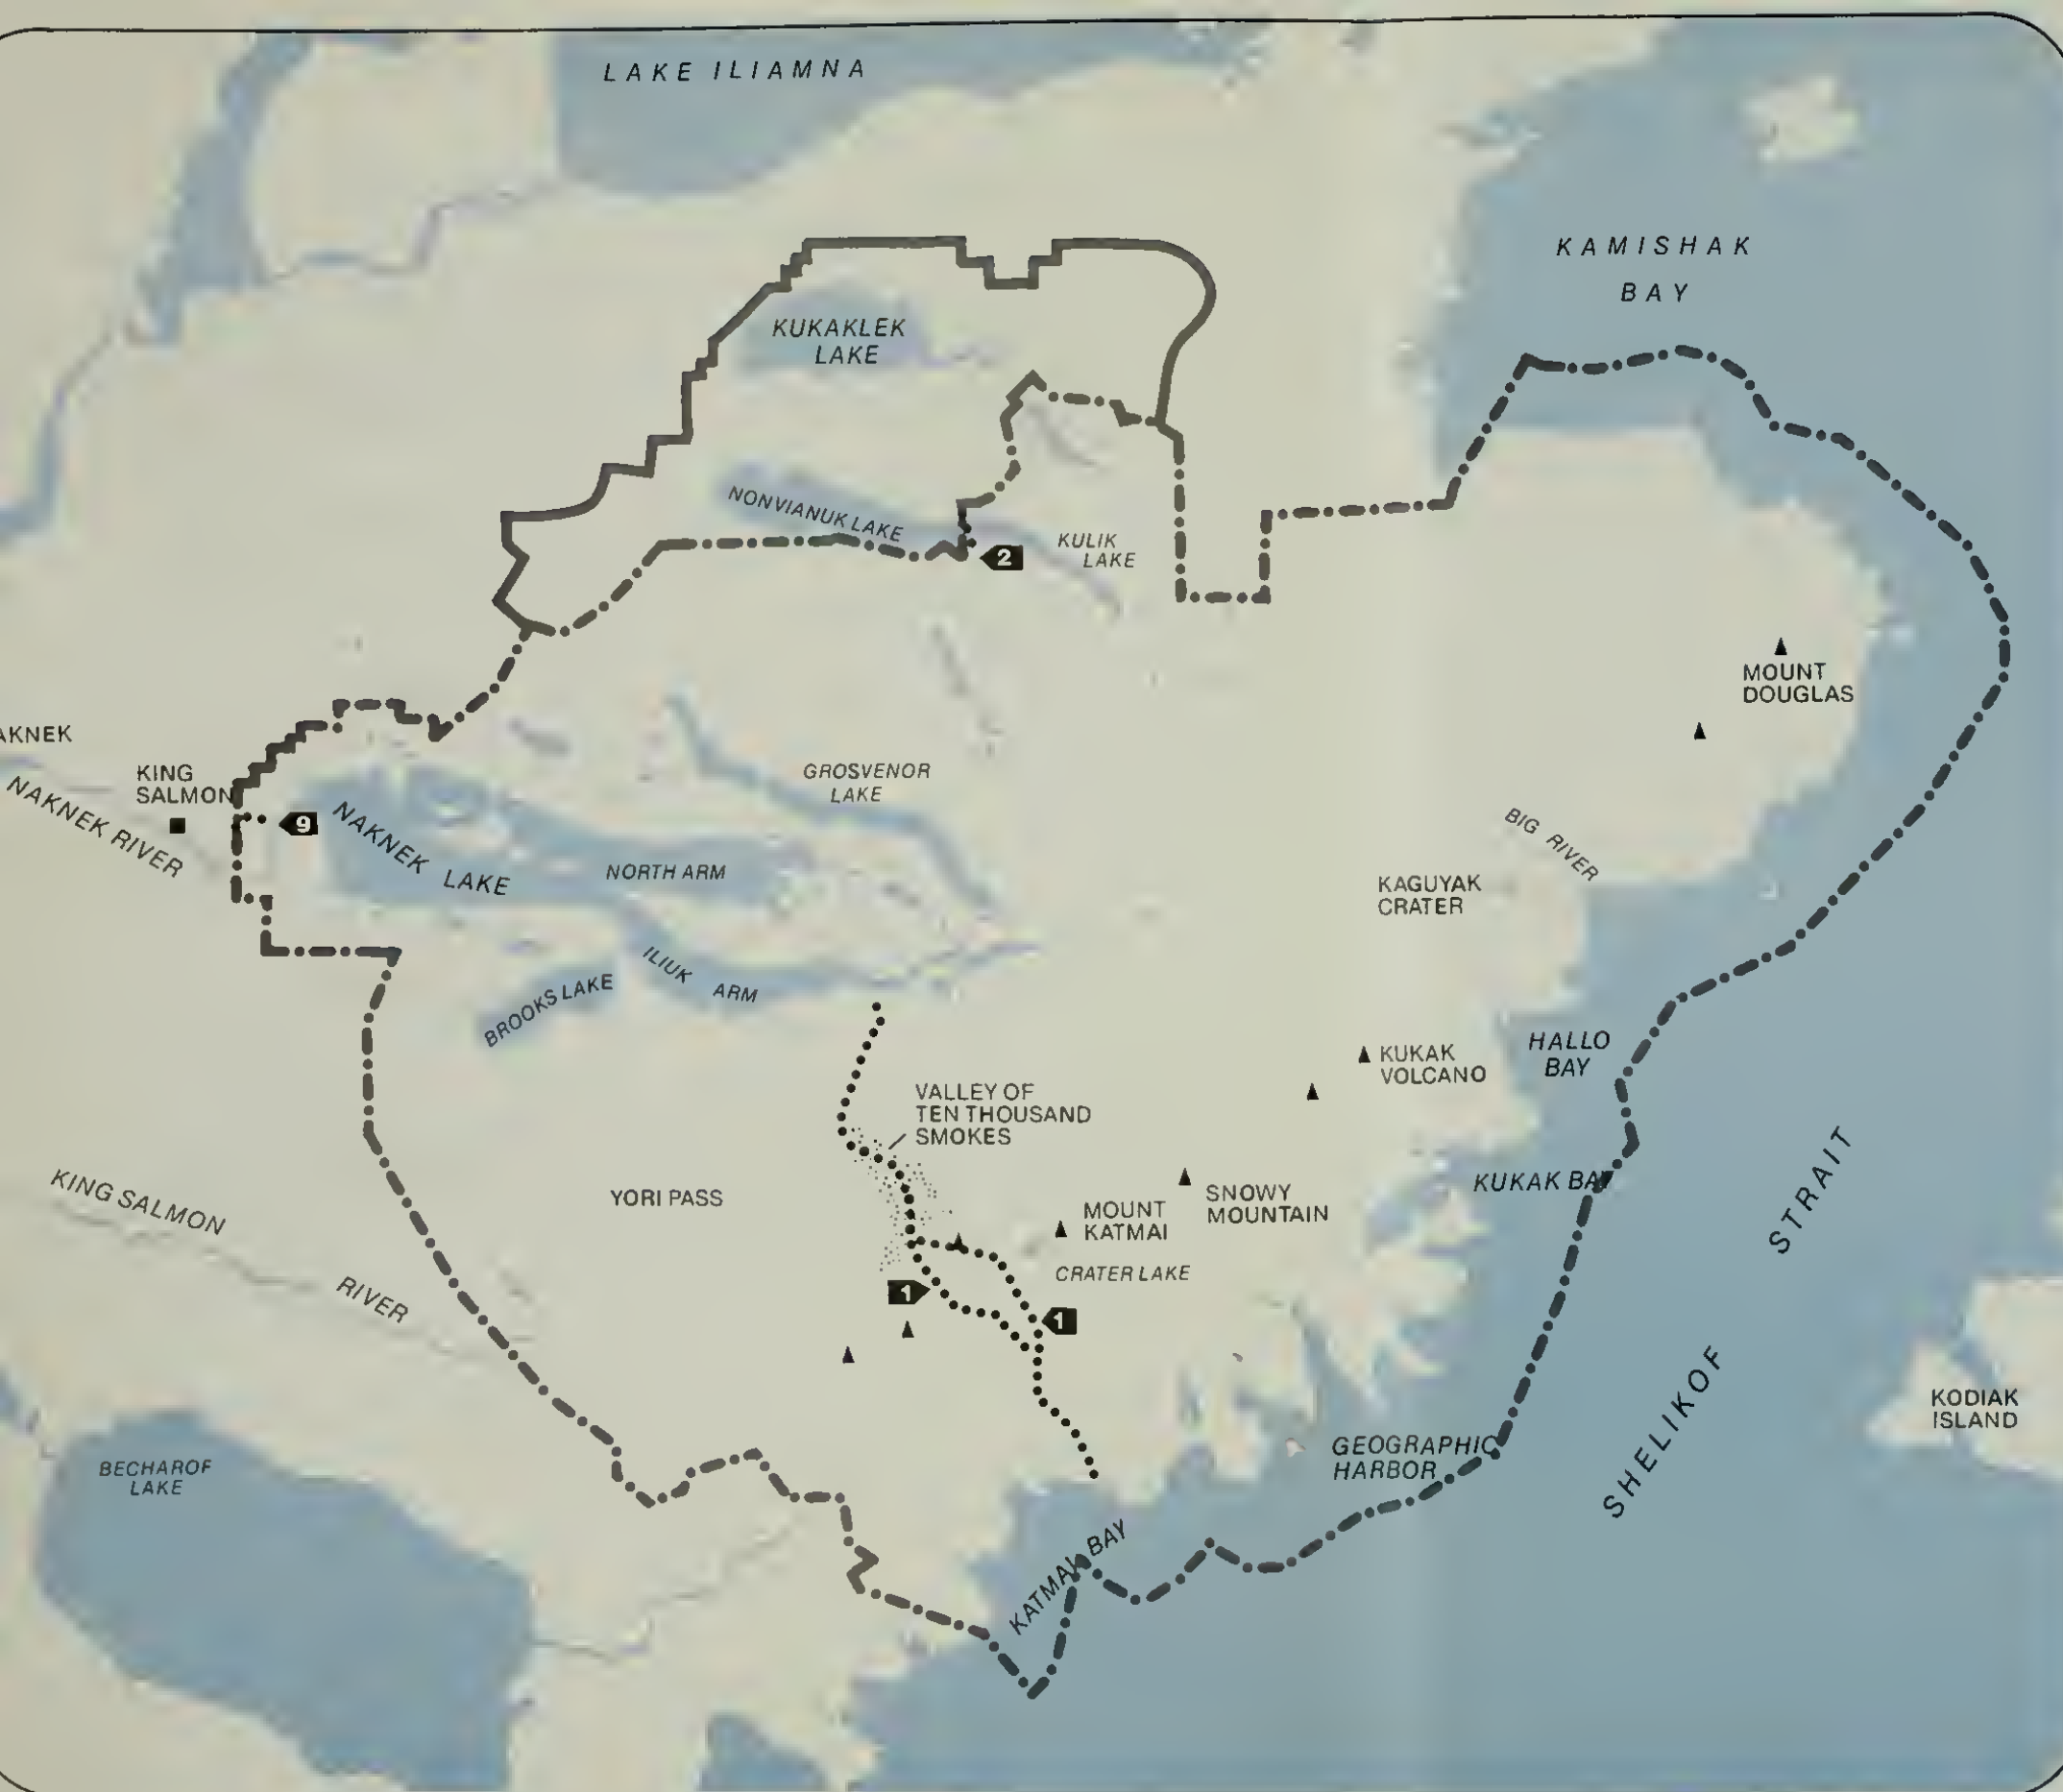 LAKE ILIAMNA
KAMISHAK
BAY
KUKAKLEK
LAKE
NONVIANUK LAKE
KULIK
LAKE
2
MOUNT
DOUGLAS
AKNEK
KING
SALMON
NAKNEK RIVER
9
NAKNEK LAKE
GROSVENOR
LAKE
NORTH ARM
BIG RIVER
KAGUYAK
CRATER
ILIUK ARM
BROOKS LAKE
HALLO
BAY
KUKAK
VOLCANO
VALLEY OF
TEN THOUSAND
SMOKES
KUKAK BAY
YORI PASS
SNOWY
MOUNTAIN
MOUNT
KATMAI
CRATER LAKE
KING SALMON
RIVER
1
1
SHELIKOF STRAIT
KODIAK
ISLAND
GEOGRAPHIC
HARBOR
BECHAROF
LAKE
KATMAI BAY